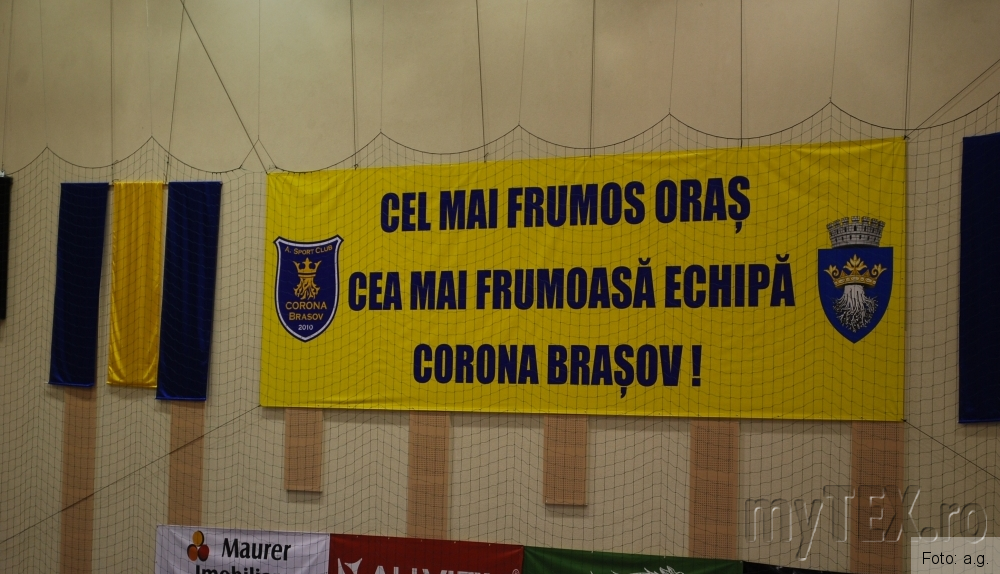 CEL MAI FRUMOS ORAȘ
CEA MAI FRUMOASĂ ECHIPĂ
CORONA BRAȘOV !
A. SPORT CLUB
CORONA
BRASOV
2010
Maurer
Imobiliare
myTEX.ro
Foto: a.g.